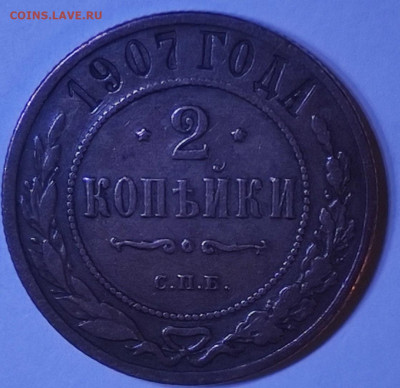 COINS.LAVE.RU
1907 ГОДА
2
КОПѢЙКИ
С.П.Б.